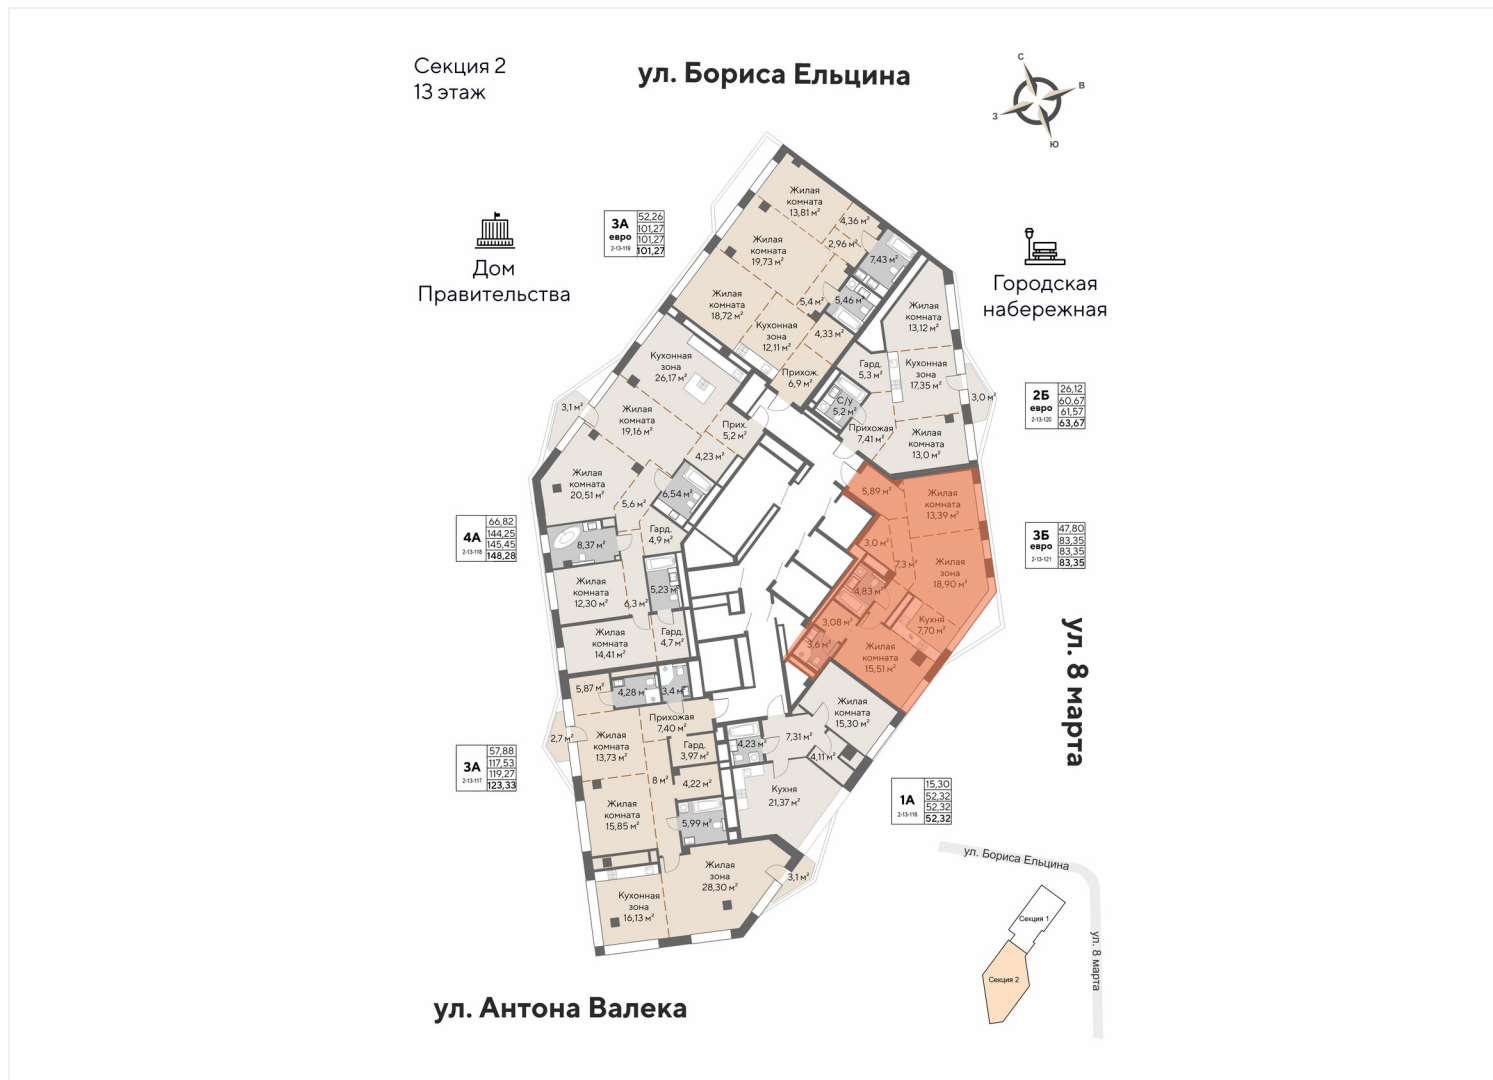 Секция 2
13 этаж
ул. Бориса Ельцина
С
В
З
Ю
Дом
Правительства
Городская
набережная
3А
евро
2-13-119
52,26
101,27
101,27
101,27
Жилая
комната
13,81 м²
4,36 м²
2,96 м²
7,43 м²
Жилая
комната
19,73 м²
5,4 м²
5,46 м²
Жилая
комната
18,72 м²
Кухонная
зона
12,11 м²
4,33 м²
Прихож.
6,9 м²
Жилая
комната
13,12 м²
Гард.
5,3 м²
Кухонная
зона
17,35 м²
С/у
5,2 м²
3,0 м²
Прихожая
7,41 м²
Жилая
комната
13,0 м²
2Б
евро
2-13-120
26,12
60,67
61,57
63,67
Кухонная
зона
26,17 м²
3,1 м²
Жилая
комната
19,16 м²
Прих.
5,2 м²
4,23 м²
Жилая
комната
20,51 м²
6,54 м²
5,6 м²
Гард.
4,9 м²
8,37 м²
Жилая
комната
12,30 м²
5,23 м²
6,3 м²
Жилая
комната
14,41 м²
Гард.
4,7 м²
4А
2-13-118
66,82
144,25
145,45
148,28
5,89 м²
Жилая
комната
13,39 м²
3,0 м²
7,3 м²
Жилая
зона
18,90 м²
4,83 м²
Кухня
7,70 м²
3,08 м²
3,6 м²
Жилая
комната
15,51 м²
3Б
евро
2-13-121
47,80
83,35
83,35
83,35
ул. 8 марта
5,87 м²
4,28 м²
3,4 м²
Прихожая
7,40 м²
2,7 м²
Жилая
комната
13,73 м²
Гард.
3,97 м²
8 м²
4,22 м²
Жилая
комната
15,85 м²
5,99 м²
Жилая
зона
28,30 м²
3,1 м²
Кухонная
зона
16,13 м²
3А
2-13-117
57,88
117,53
119,27
123,33
Жилая
комната
15,30 м²
4,23 м²
7,31 м²
4,11 м²
Кухня
21,37 м²
1А
2-13-116
15,30
52,32
52,32
52,32
ул. Бориса Ельцина
Секция 1
ул. 8 марта
Секция 2
ул. Антона Валека